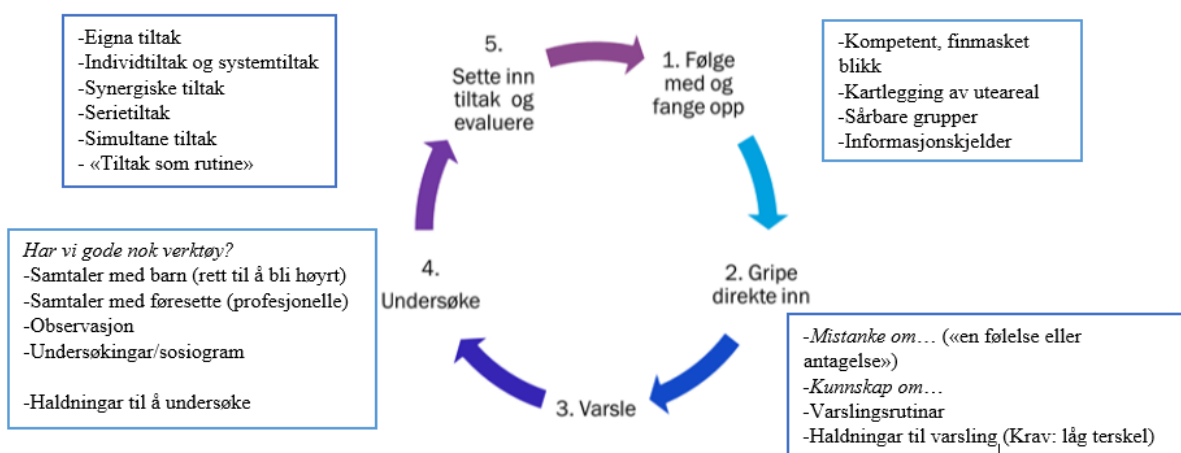 -Eigna tiltak
-Individtiltak og systemtiltak
-Synergiske tiltak
-Serietiltak
-Simultane tiltak
- «Tiltak som rutine»
5.
Sette inn
tiltak og
evaluere
1. Følge
med og
fange opp
-Kompetent, finmasket
blikk
-Kartlegging av uteareal
-Sårbare grupper
-Informasjonskjelder
Har vi gode nok verktøy?
-Samtaler med barn (rett til å bli høyrt)
-Samtaler med føresette (profesjonelle)
-Observasjon
-Undersøkingar/sosiogram
-Haldningar til å undersøke
4.
Undersøke
2. Gripe
direkte inn
3. Varsle
-Mistanke om… («en følelse eller
antagelse»)
-Kunnskap om…
-Varslingsrutinar
-Haldningar til varsling (Krav: låg terskel)